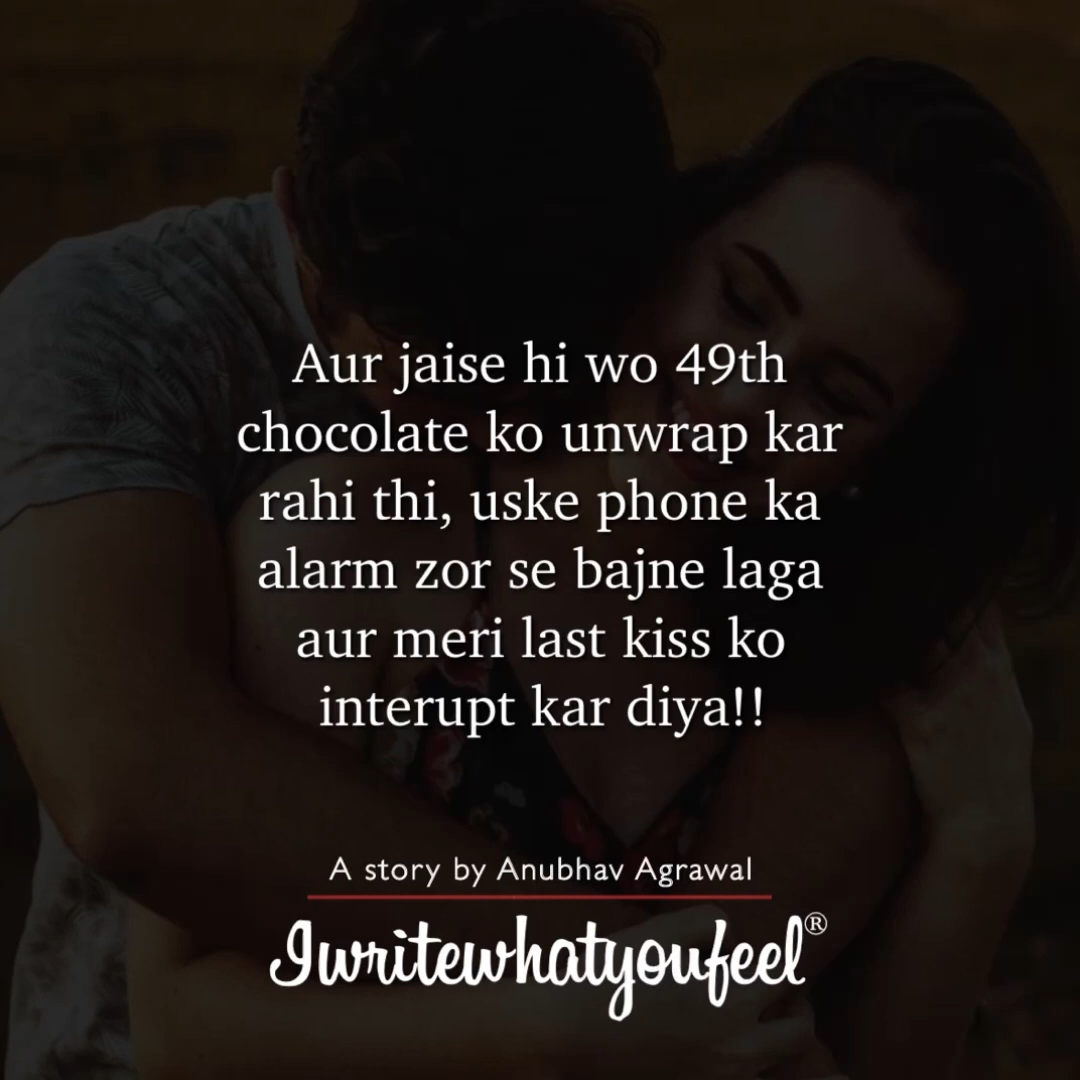 Aur jaise hi wo 49th
chocolate ko unwrap kar
rahi thi, uske phone ka
alarm zor se bajne laga
aur meri last kiss ko
interupt kar diya!!
A story by Anubhav Agrawal
Iwritewhatyoufeel®